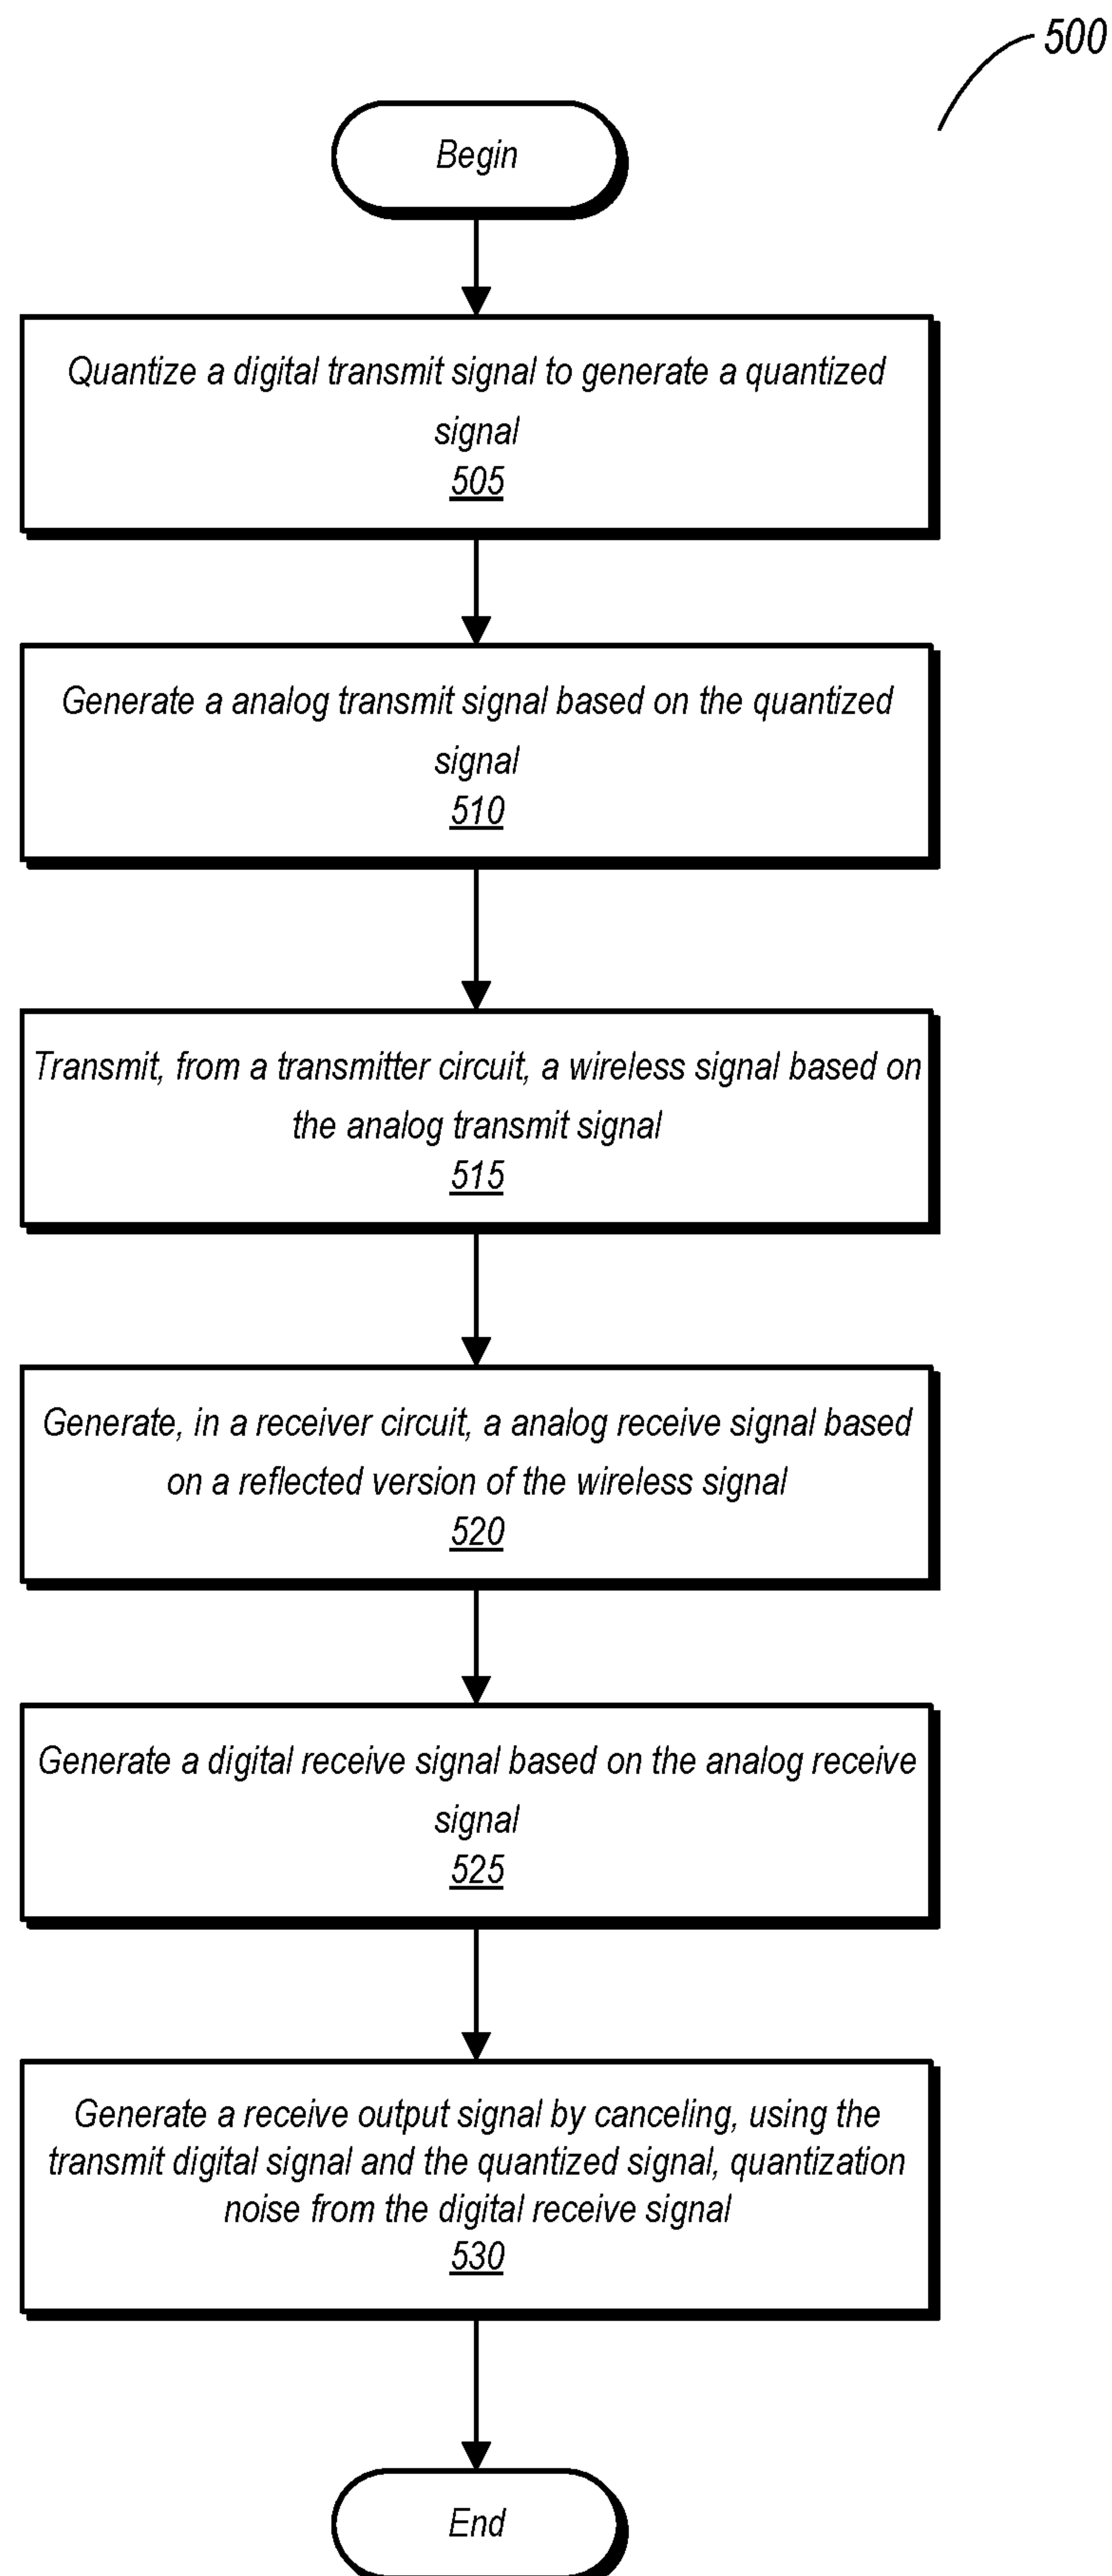 500
Begin
Quantize a digital transmit signal to generate a quantized
signal
505
Generate a analog transmit signal based on the quantized
signal
510
Transmit, from a transmitter circuit, a wireless signal based on
the analog transmit signal
515
Generate, in a receiver circuit, a analog receive signal based
on a reflected version of the wireless signal
520
Generate a digital receive signal based on the analog receive
signal
525
Generate a receive output signal by canceling, using the
transmit digital signal and the quantized signal, quantization
noise from the digital receive signal
530
End